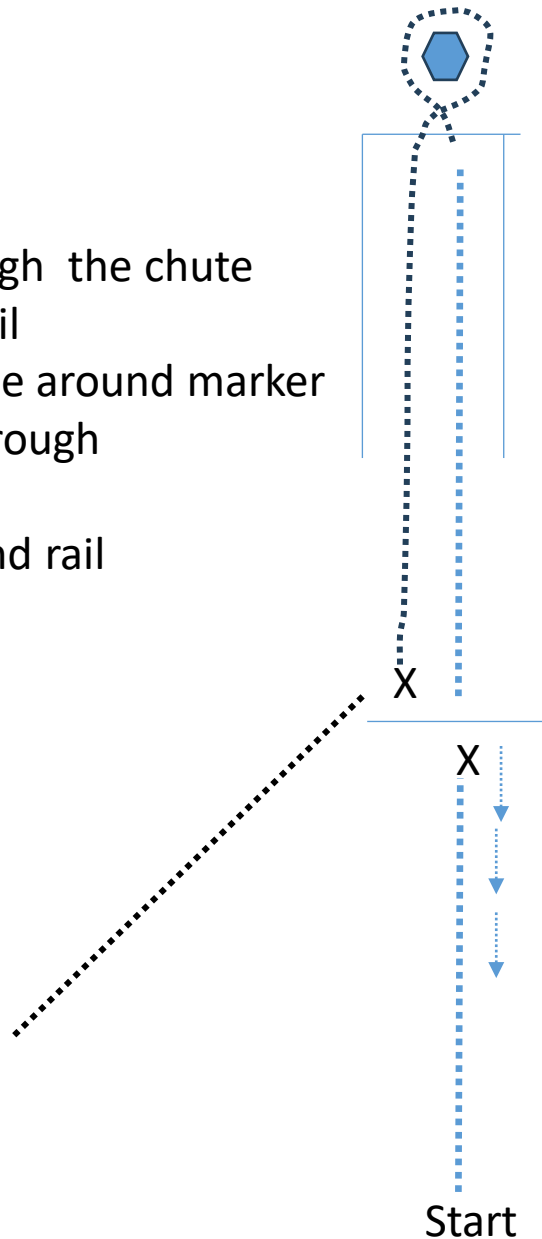 gh  the chute
il
e around marker
rough
nd rail
X
X
Start